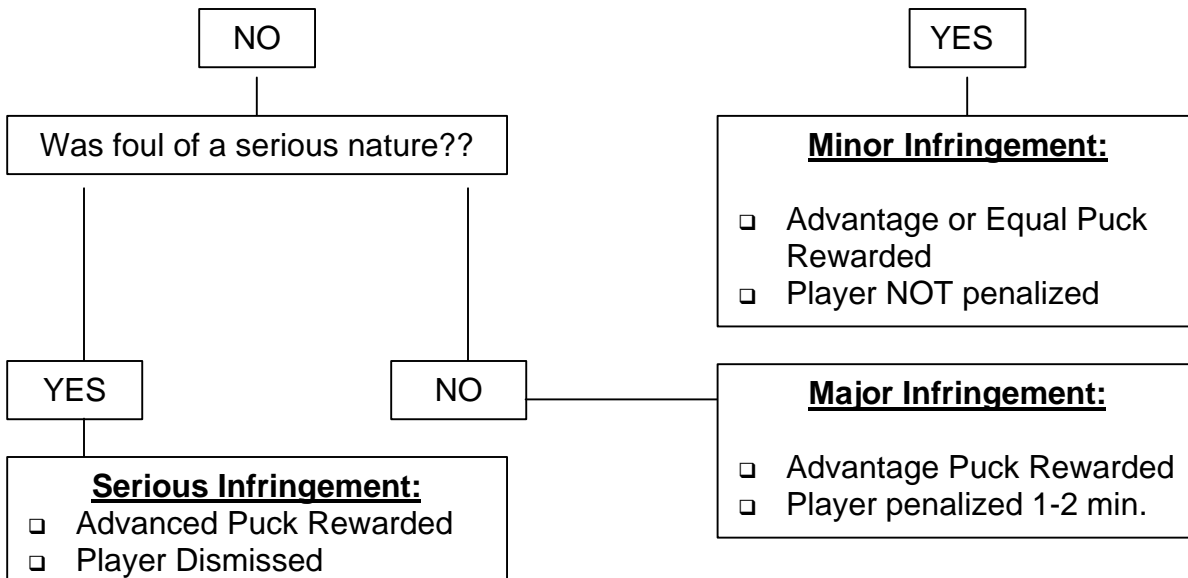 NO
YES
Was foul of a serious nature??
Minor Infringement:
❑ Advantage or Equal Puck
Rewarded
❑ Player NOT penalized
YES
NO
Major Infringement:
❑ Advantage Puck Rewarded
❑ Player penalized 1-2 min.
Serious Infringement:
❑ Advanced Puck Rewarded
❑ Player Dismissed